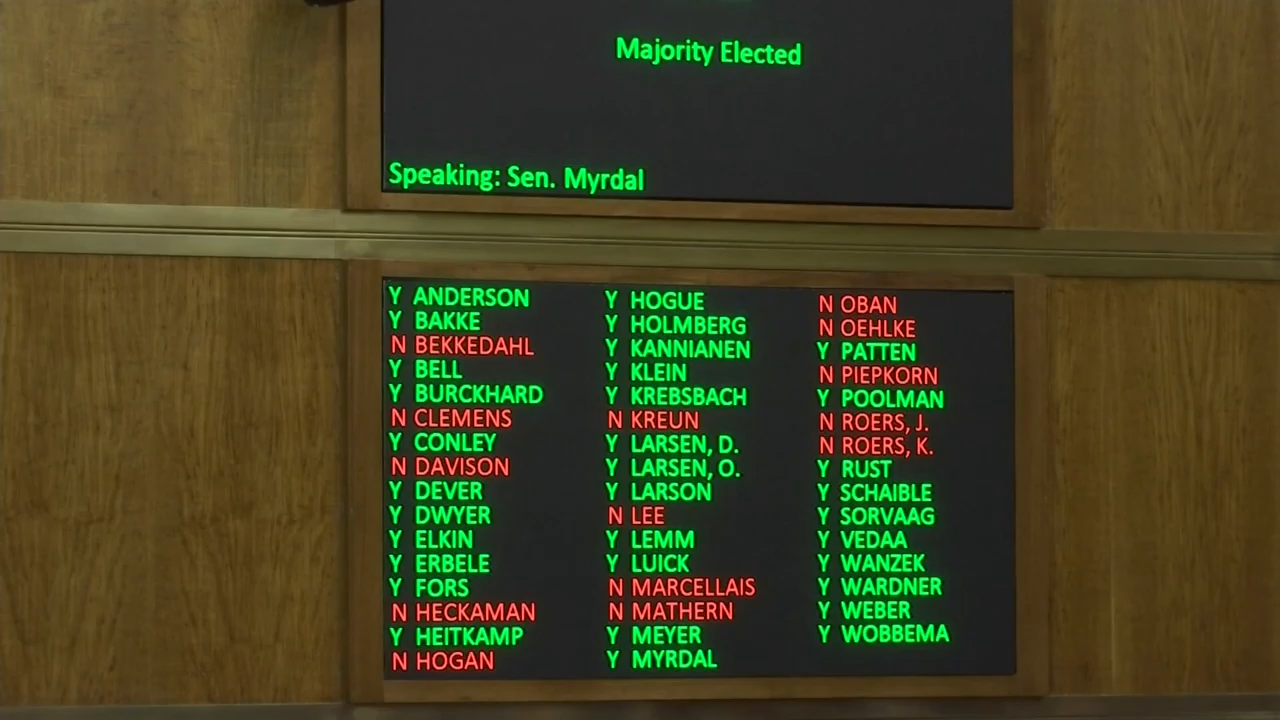 Majority Elected
Speaking: Sen. Myrdal
Y ANDERSON
Y BAKKE
N BEKKEDAHL
Y BELL
Y BURCKHARD
N CLEMENS
Y CONLEY
N DAVISON
Y DEVER
Y DWYER
Y ELKIN
Y ERBELE
Y FORS
N HECKAMAN
Y HEITKAMP
N HOGAN
Y HOGUE
Y HOLMBERG
Y KANNIANEN
Y KLEIN
Y KREBSBACH
N KREUN
Y LARSEN, D.
Y LARSEN, O.
Y LARSON
N LEE
Y LEMM
Y LUICK
N MARCELLAIS
N MATHERN
Y MEYER
Y MYRDAL
N OBAN
N OEHLKE
Y PATTEN
N PIEPKORN
Y POOLMAN
N ROERS, J.
N ROERS, K.
Y RUST
Y SCHAIBLE
Y SORVAAG
Y VEDAA
Y WANZEK
Y WARDNER
Y WEBER
Y WOBBEMA